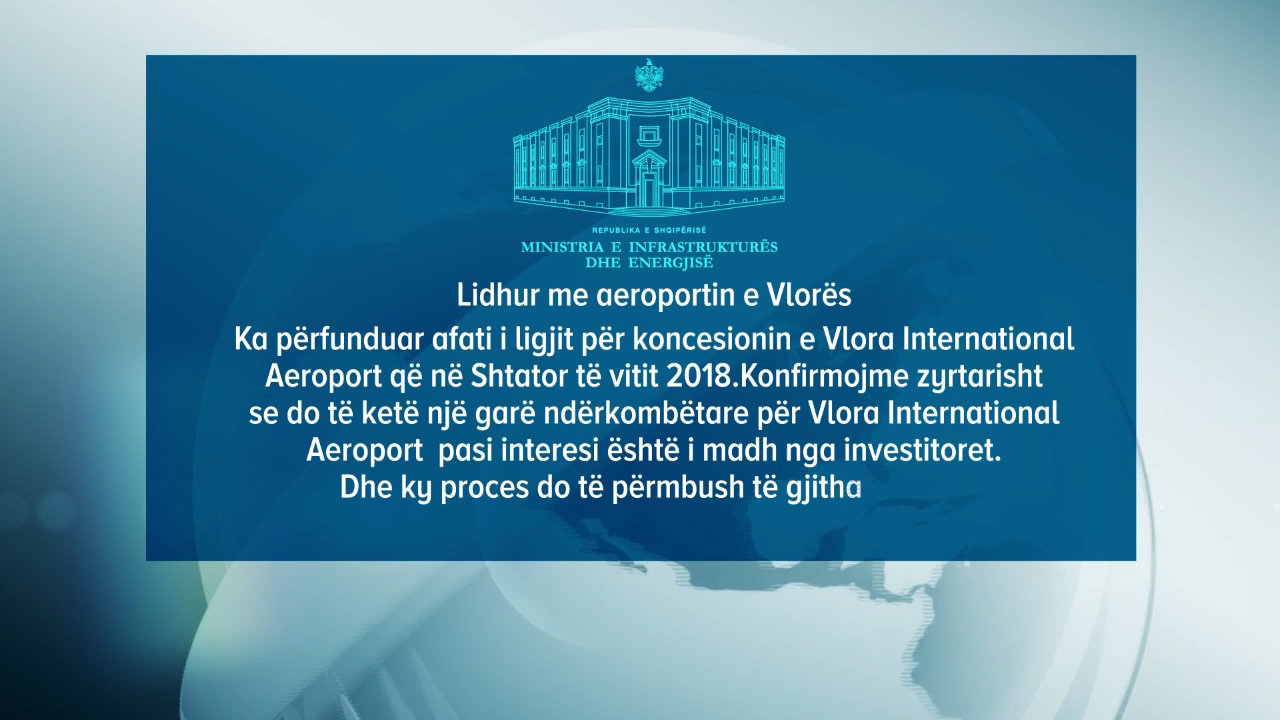 REPUBLIKA E SHQIPËRISË
MINISTRIA E INFRASTRUKTURËS
DHE ENERGJISË
Lidhur me aeroportin e Vlorës
Ka përfunduar afati i ligjit për koncesionin e Vlora International
Aeroport që në Shtator të vitit 2018.Konfirmojme zyrtarisht
se do të ketë një garë ndërkombëtare për Vlora International
Aeroport pasi interesi është i madh nga investitoret.
Dhe ky proces do të përmbush të gjitha